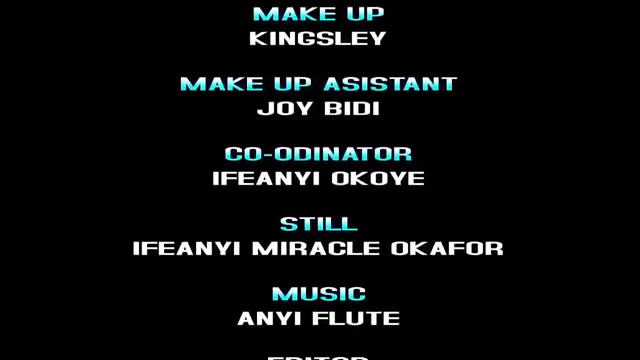 MAKE UP
KINGSLEY
MAKE UP ASISTANT
JOY BIDI
CO-ODINATOR
IFEANYI OKOYE
STILL
IFEANYI MIRACLE OKAFOR
MUSIC
ANYI FLUTE
EDITOR